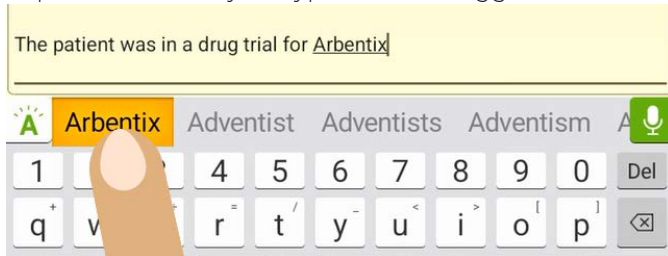 The patient was in a drug trial for Arbentix
A Arbentix Adventist Adventists Adventism A
1 4 5 6 7 8 9 0 Del
q + r = t / y - u < i > o [ p ]